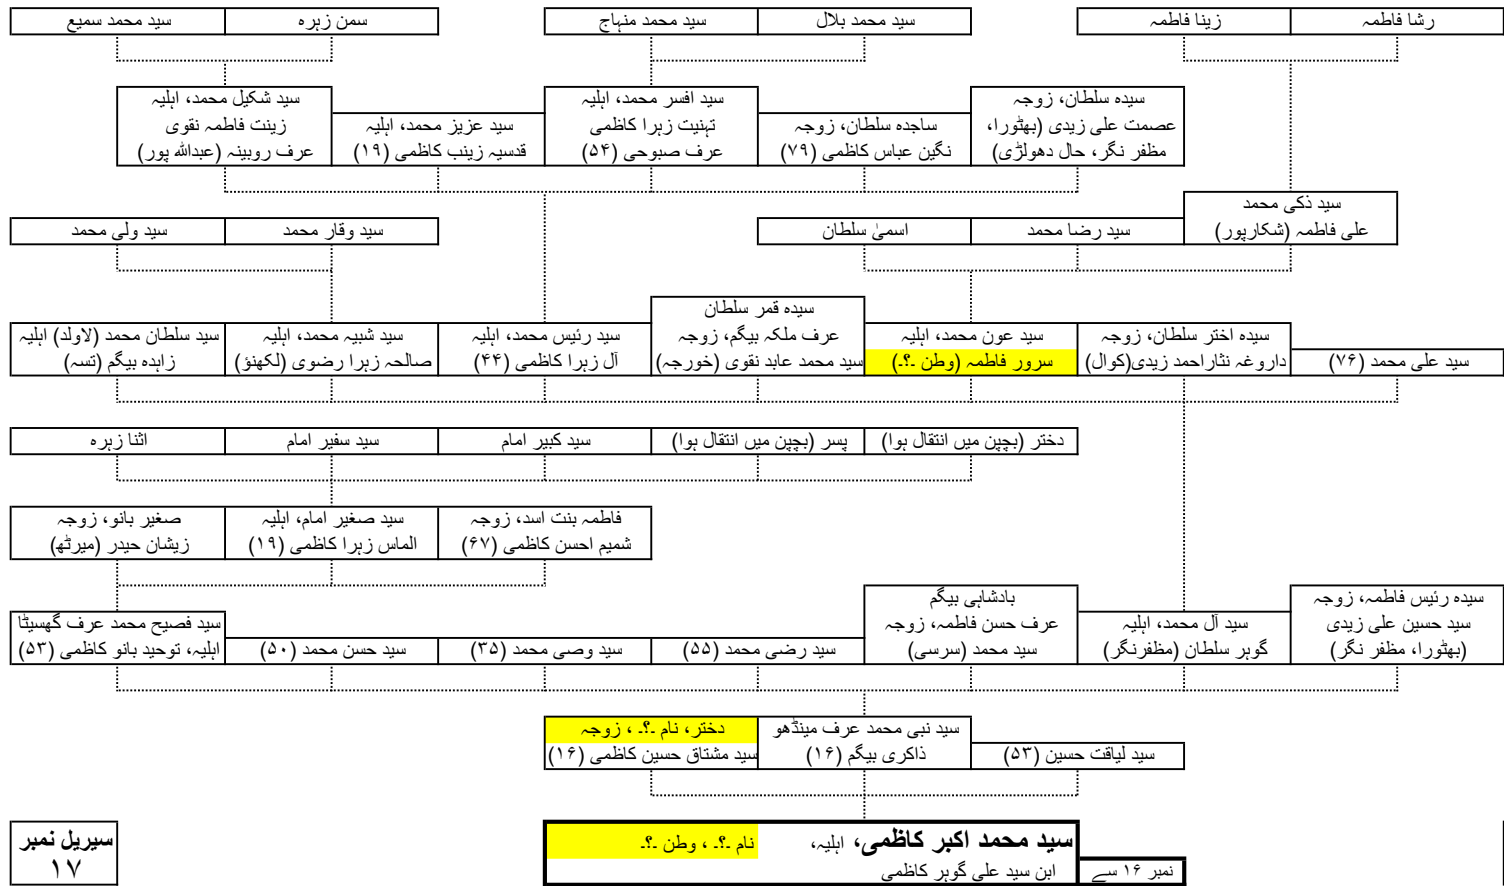 رشا فاطمہ
زینا فاطمہ
سید محمد بلال
سید محمد منہاج
سمن زہرہ
سید محمد سمیع
سیدہ سلطان، زوجہ
عصمت علی زیدی (بھٹورا،
مظفر نگر، حال دھولڑی)
ساجدہ سلطان، زوجہ
نگین عباس کاظمی (۷۹)
سید افسر محمد، اہلیہ
تہنیت زہرا کاظمی
عرف صبوحی (۵۴)
سید عزیز محمد، اہلیہ
قدسیہ زینب کاظمی (۱۹)
سید شکیل محمد، اہلیہ
زینت فاطمہ نقوی
عرف روبینہ (عبداللہ پور)
سید ذکی محمد
علی فاطمہ (شکارپور)
سید رضا محمد
اسمیٰ سلطان
سید وقار محمد
سید ولی محمد
سید علی محمد (۷۶)
سیدہ اختر سلطان، زوجہ
داروغہ نثاراحمد زیدی(کوال)
سید عون محمد، اہلیہ
سرور فاطمہ (وطن ۔؟۔)
سیدہ قمر سلطان
عرف ملکہ بیگم، زوجہ
سید محمد عابد نقوی (خورجہ)
سید رئیس محمد، اہلیہ
آل زہرا کاظمی (۴۴)
سید شبیہ محمد، اہلیہ
صالحہ زہرا رضوی (لکھنؤ)
سید سلطان محمد (لاولد) اہلیہ
زاہدہ بیگم (تسہ)
دختر (بچپن میں انتقال ہوا)
پسر (بچپن میں انتقال ہوا)
سید کبیر امام
سید سفیر امام
اثنا زہرہ
فاطمہ بنت اسد، زوجہ
شمیم احسن کاظمی (۶۷)
سید صغیر امام، اہلیہ
الماس زہرا کاظمی (۱۹)
صغیر بانو، زوجہ
زیشان حیدر (میرٹھ)
سیدہ رئیس فاطمہ، زوجہ
سید حسین علی زیدی
(بھٹورا، مظفر نگر)
سید آل محمد، اہلیہ
گوہر سلطان (مظفرنگر)
بادشاہی بیگم
عرف حسن فاطمہ، زوجہ
سید محمد (سرسی)
سید رضی محمد (۵۵)
سید وصی محمد (۳۵)
سید حسن محمد (۵۰)
سید فصیح محمد عرف گھسیٹا
اہلیہ، توحید بانو کاظمی (۵۳)
سید لیاقت حسین (۵۳)
سید نبی محمد عرف مینڈھو
ذاکری بیگم (۱۶)
دختر، نام ۔؟۔ ، زوجہ
سید مشتاق حسین کاظمی (۱۶)
نمبر ۱۶ سے
سید محمد اکبر کاظمی، اہلیہ، نام ۔؟۔ ، وطن ۔؟۔
ابن سید علی گوہر کاظمی
سیریل نمبر
۱۷